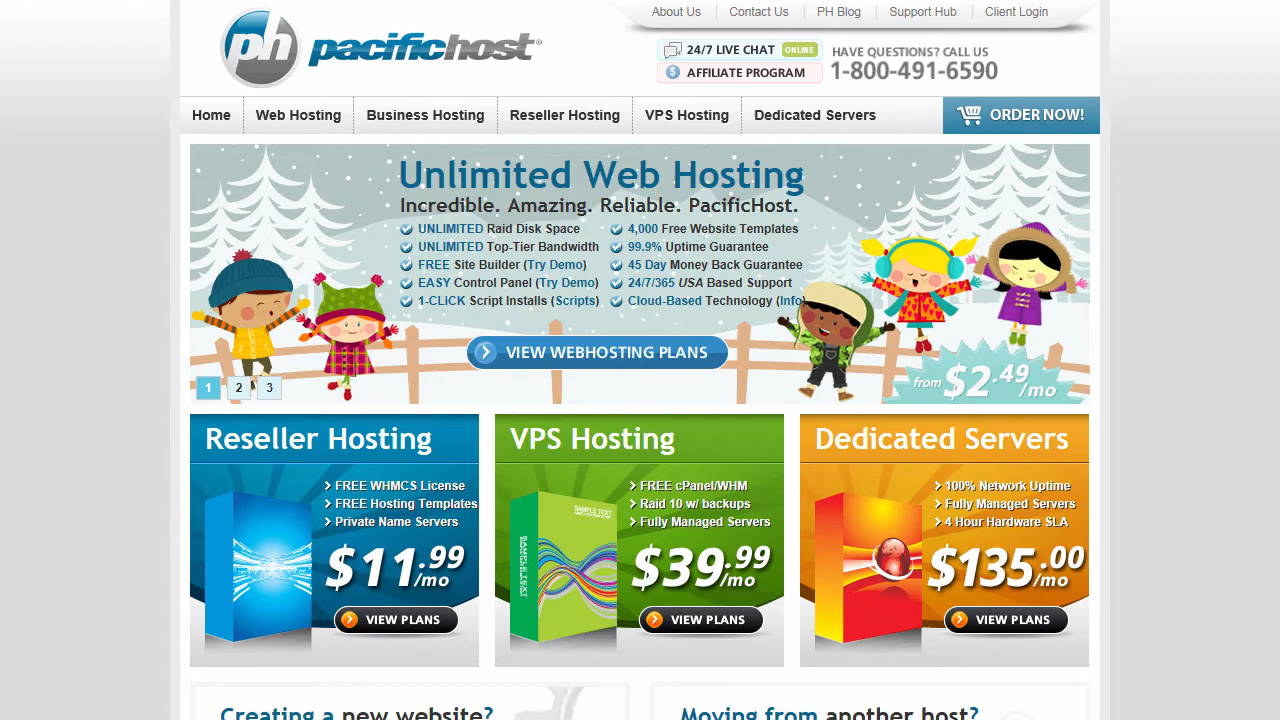 About Us
Contact Us
PH Blog
Support Hub
Client Login
ph pacifichost
24/7 LIVE CHAT ONLINE
AFFILIATE PROGRAM
HAVE QUESTIONS? CALL US
1-800-491-6590
Home
Web Hosting
Business Hosting
Reseller Hosting
VPS Hosting
Dedicated Servers
ORDER NOW!
Unlimited Web Hosting
Incredible. Amazing. Reliable. PacificHost.
UNLIMITED Raid Disk Space
UNLIMITED Top-Tier Bandwidth
FREE Site Builder (Try Demo)
EASY Control Panel (Try Demo)
1-CLICK Script Installs (Scripts)
4,000 Free Website Templates
99.9% Uptime Guarantee
45 Day Money Back Guarantee
24/7/365 USA Based Support
Cloud-Based Technology (Info)
VIEW WEBHOSTING PLANS
1
2
3
from $2.49/mo
Reseller Hosting
FREE WHMCS License
FREE Hosting Templates
Private Name Servers
$11.99/mo
VIEW PLANS
VPS Hosting
FREE cPanel/WHM
Raid 10 w/ backups
Fully Managed Servers
SAMPLE TEXT
SAMPLE TEXT
$39.99/mo
VIEW PLANS
Dedicated Servers
100% Network Uptime
Fully Managed Servers
4 Hour Hardware SLA
$135.00/mo
VIEW PLANS
Creating a new website?
Moving from another host?